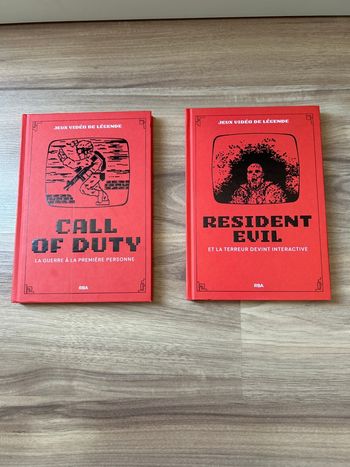 JEUX VIDÉO DE LÉGENDE
CALL
OF DUTY
LA GUERRE À LA PREMIÈRE PERSONNE
RBA
JEUX VIDÉO DE LÉGENDE
RESIDENT
EVIL
ET LA TERREUR DEVINT INTERACTIVE
RBA